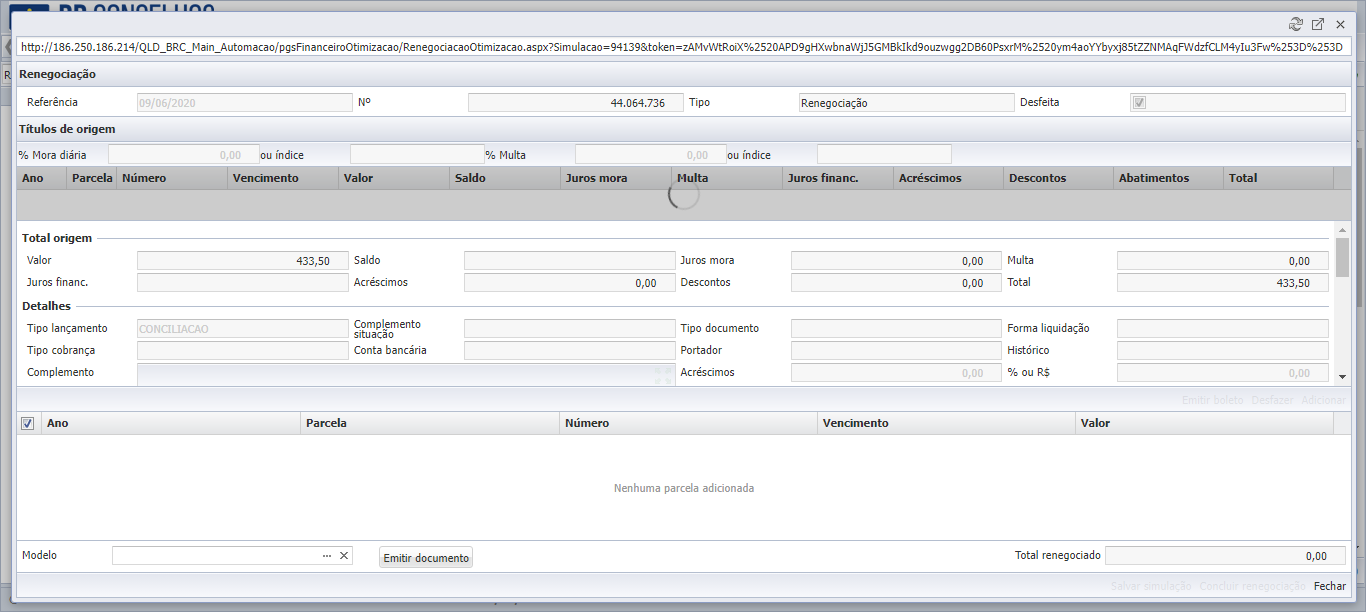 http://186.250.186.214/QLD_BRC_Main_Automacao/pgsFinanceiroOtimizacao/RenegociacaoOtimizacao.aspx?Simulacao=94139&token=zAMvWtRoiX%2520APD9gHXwbnaWjJ5GMBkIkd9ouzwgg2DB60PsxrM%2520ym4aoYYbyxj85tZZNMAqFWdzfCLM4yIu3Fw%253D%253D
Renegociação
Referência 09/06/2020 Nº 44.064.736 Tipo Renegociação Desfeita
Títulos de origem
% Mora diária 0,00 ou índice % Multa 0,00 ou índice
Ano Parcela Número Vencimento Valor Saldo Juros mora Multa Juros financ. Acréscimos Descontos Abatimentos Total
Total origem
Valor 433,50 Saldo Juros mora 0,00 Multa 0,00
Juros financ. Acréscimos 0,00 Descontos 0,00 Total 433,50
Detalhes
Tipo lançamento CONCILIACAO Complemento situação Tipo documento Forma liquidação
Tipo cobrança Conta bancária Portador Histórico
Complemento Acréscimos 0,00 % ou R$ 0,00
Emitir boleto Desfazer Adicionar
Ano Parcela Número Vencimento Valor
Nenhuma parcela adicionada
Modelo ... Emitir documento Total renegociado 0,00
Salvar simulação Concluir renegociação Fechar